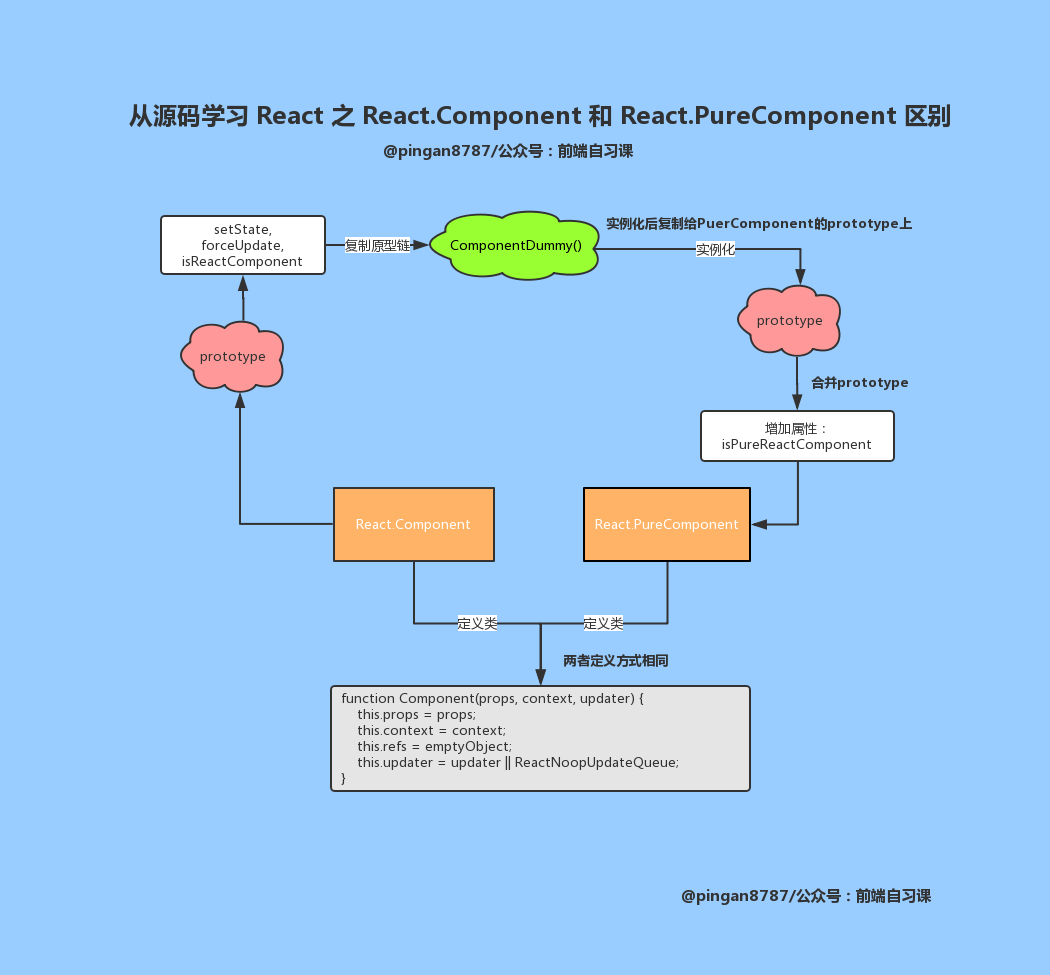 从源码学习 React 之 React.Component 和 React.PureComponent 区别
@pingan8787/公众号：前端自习课
setState,
forceUpdate,
isReactComponent
复制原型链
ComponentDummy()
实例化后复制给PuerComponent的prototype上
实例化
prototype
prototype
合并prototype
增加属性：
isPureReactComponent
React.Component
React.PureComponent
定义类
定义类
两者定义方式相同
function Component(props, context, updater) {
    this.props = props;
    this.context = context;
    this.refs = emptyObject;
    this.updater = updater || ReactNoopUpdateQueue;
}
@pingan8787/公众号：前端自习课